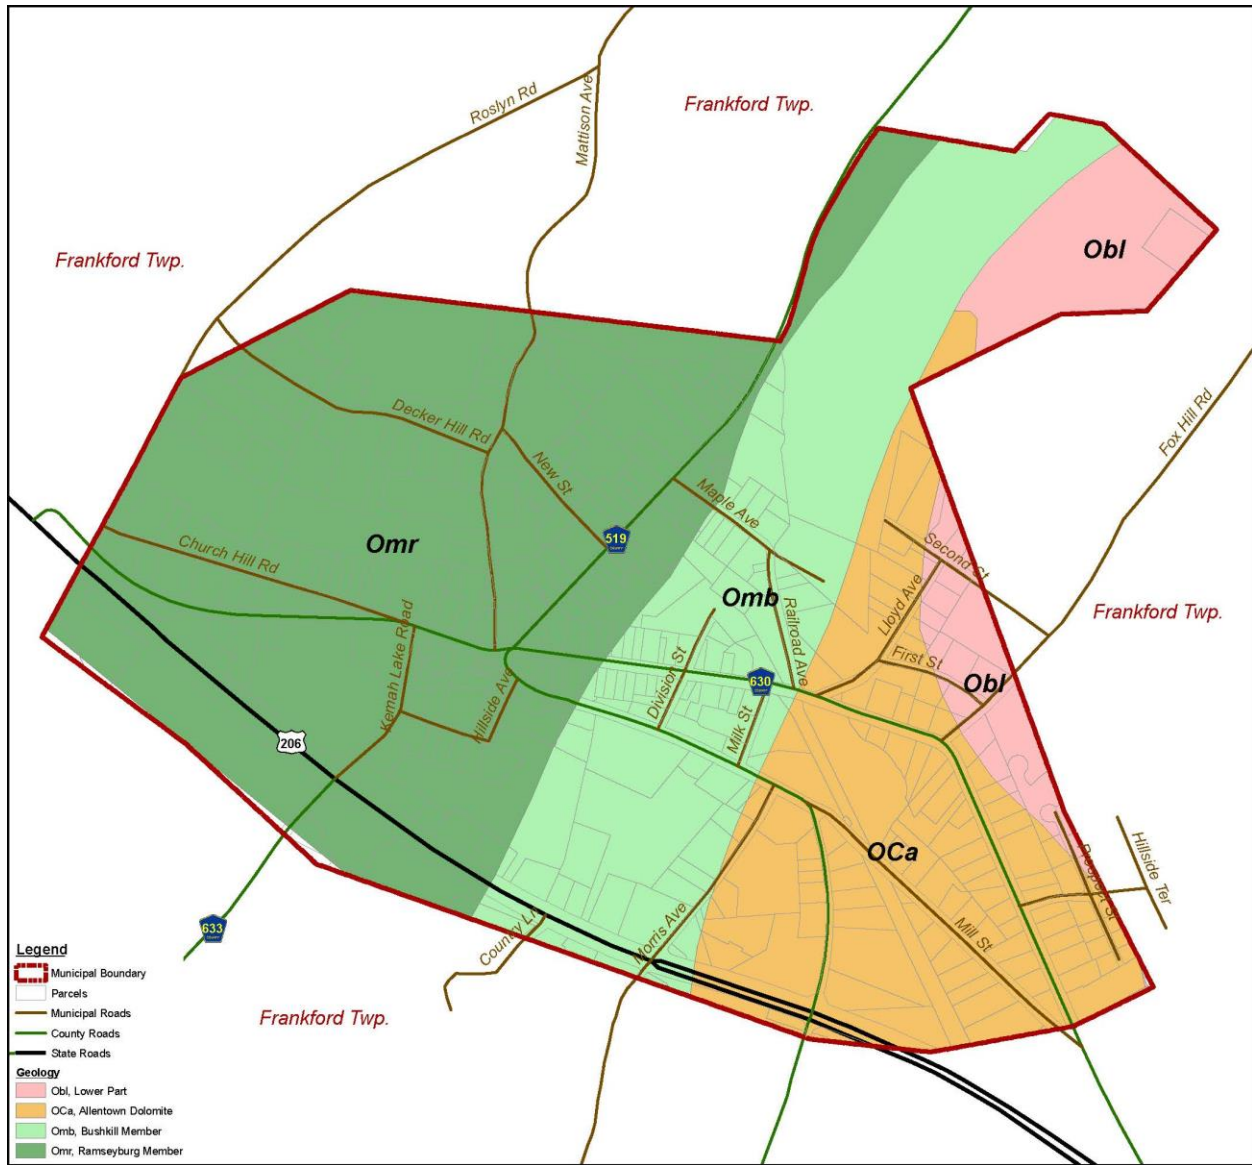 Frankford Twp.
Roslyn Rd
Mattison Ave
Frankford Twp.
Obl
Decker Hill Rd
New St
Maple Ave
Fox Hill Rd
Omr
519
Church Hill Rd
Second St
Omb
Railroad Ave
Lloyd Ave
Frankford Twp.
Kemah Lake Road
Division St
First St
630
Obl
Hillside Ave
Milk St
206
OCa
Prospect St
Hillside Ter
Country Ln
Morris Ave
Mill St
633
Frankford Twp.
Legend
Municipal Boundary
Parcels
Municipal Roads
County Roads
State Roads
Geology
Obl, Lower Part
OCa, Allentown Dolomite
Omb, Bushkill Member
Omr, Ramseyburg Member